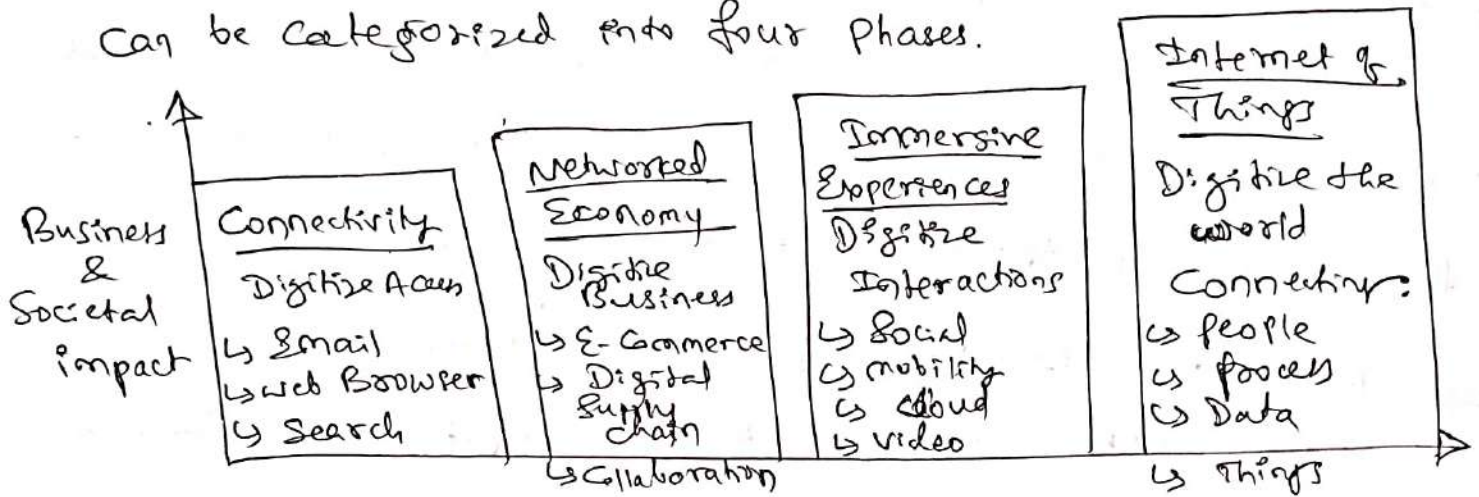 Can be Categorized into four Phases.
Business
&
Societal
impact
Connectivity
Digitize Access
↳ Email
↳ web Browser
↳ Search
Networked
Economy
Digitize
Business
↳ E-Commerce
↳ Digital
Supply
chain
↳ Collaboration
Immersive
Experiences
Digitize
Interactions
↳ Social
↳ mobility
↳ cloud
↳ video
Internet of
Things
Digitize the
world
Connecting:
↳ People
↳ process
↳ Data
↳ Things